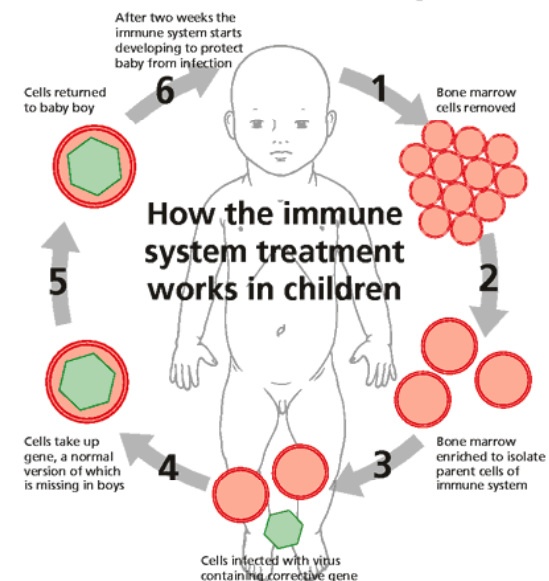 After two weeks the
immune system starts
developing to protect
baby from infection
6
1
Cells returned
to baby boy
Bone marrow
cells removed
How the immune
system treatment
works in children
5
2
Cells take up
gene, a normal
version of which
is missing in boys
4
3
Bone marrow
enriched to isolate
parent cells of
immune system
Cells infected with virus
containing corrective gene